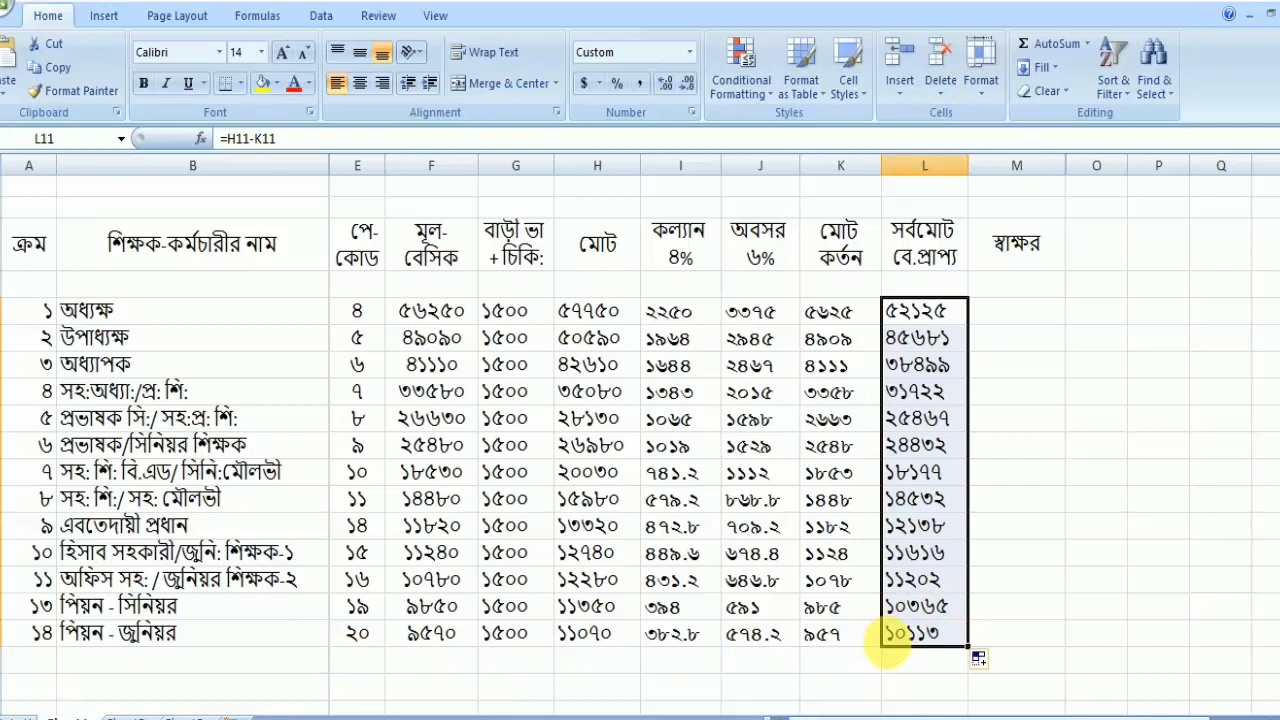 Home Insert Page Layout Formulas Data Review View
Cut
Copy
Format Painter
Clipboard
Calibri 14
B I U
Font
Wrap Text
Merge & Center
Alignment
Custom
$ % ,
Number
Conditional Formatting
Format as Table
Cell Styles
Styles
Insert Delete Format
Cells
AutoSum
Fill
Clear
Sort & Filter
Find & Select
Editing
L11 fx =H11-K11
A B E F G H I J K L M O P Q
ক্রম শিক্ষক-কর্মচারীর নাম পে-কোড মূল-বেসিক বাড়ী ভা + চিকি: মোট কল্যান ৪% অবসর ৬% মোট কর্তন সর্বমোট বে.প্রাপ্য স্বাক্ষর
১ অধ্যক্ষ ৪ ৫৬২৫০ ১৫০০ ৫৭৭৫০ ২২৫০ ৩৩৭৫ ৫৬২৫ ৫২১২৫
২ উপাধ্যক্ষ ৫ ৪৯০৯০ ১৫০০ ৫০৫৯০ ১৯৬৪ ২৯৪৫ ৪৯০৯ ৪৫৬৮১
৩ অধ্যাপক ৬ ৪১১১০ ১৫০০ ৪২৬১০ ১৬৪৪ ২৪৬৭ ৪১১১ ৩৮৪৯৯
৪ সহ:অধ্যা:/প্র: শি: ৭ ৩৩৫৮০ ১৫০০ ৩৫০৮০ ১৩৪৩ ২০১৫ ৩৩৫৮ ৩১৭২২
৫ প্রভাষক সি:/ সহ:প্র: শি: ৮ ২৬৬৩০ ১৫০০ ২৮১৩০ ১০৬৫ ১৫৯৮ ২৬৬৩ ২৫৪৬৭
৬ প্রভাষক/সিনিয়র শিক্ষক ৯ ২৫৪৮০ ১৫০০ ২৬৯৮০ ১০১৯ ১৫২৯ ২৫৪৮ ২৪৪৩২
৭ সহ: শি: বি.এড/ সিনি:মৌলভী ১০ ১৮৫৩০ ১৫০০ ২০০৩০ ৭৪১.২ ১১১২ ১৮৫৩ ১৮১৭৭
৮ সহ: শি:/ সহ: মৌলভী ১১ ১৪৪৮০ ১৫০০ ১৫৯৮০ ৫৭৯.২ ৮৬৮.৮ ১৪৪৮ ১৪৫৩২
৯ এবতেদায়ী প্রধান ১৪ ১১৮২০ ১৫০০ ১৩৩২০ ৪৭২.৮ ৭০৯.২ ১১৮২ ১২১৩৮
১০ হিসাব সহকারী/জুনি: শিক্ষক-১ ১৫ ১১২৪০ ১৫০০ ১২৭৪০ ৪৪৯.৬ ৬৭৪.৪ ১১২৪ ১১৬১৬
১১ অফিস সহ: / জুনিয়র শিক্ষক-২ ১৬ ১০৭৮০ ১৫০০ ১২২৮০ ৪৩১.২ ৬৪৬.৮ ১০৭৮ ১১২০২
১৩ পিয়ন - সিনিয়র ১৯ ৯৮৫০ ১৫০০ ১১৩৫০ ৩৯৪ ৫৯১ ৯৮৫ ১০৩৬৫
১৪ পিয়ন - জুনিয়র ২০ ৯৫৭০ ১৫০০ ১১০৭০ ৩৮২.৮ ৫৭৪.২ ৯৫৭ ১০১১৩